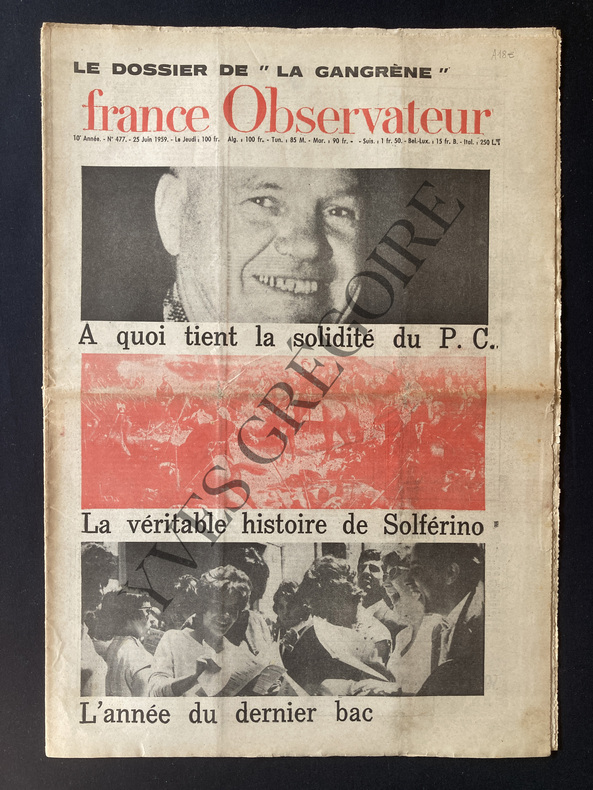 A18€
LE DOSSIER DE " LA GANGRÈNE "
france Observateur
10e Année. - N° 477. - 25 Juin 1959. - Le Jeudi : 100 fr. Alg. : 100 fr. - Tun. : 85 M. - Mar. : 90 fr. - - Suis. : 1 fr. 50. - Bel.-Lux. : 15 fr. B. - Ital. : 250 L.
A quoi tient la solidité du P. C.
La véritable histoire de Solférino
L'année du dernier bac
YVES GREGOIRE